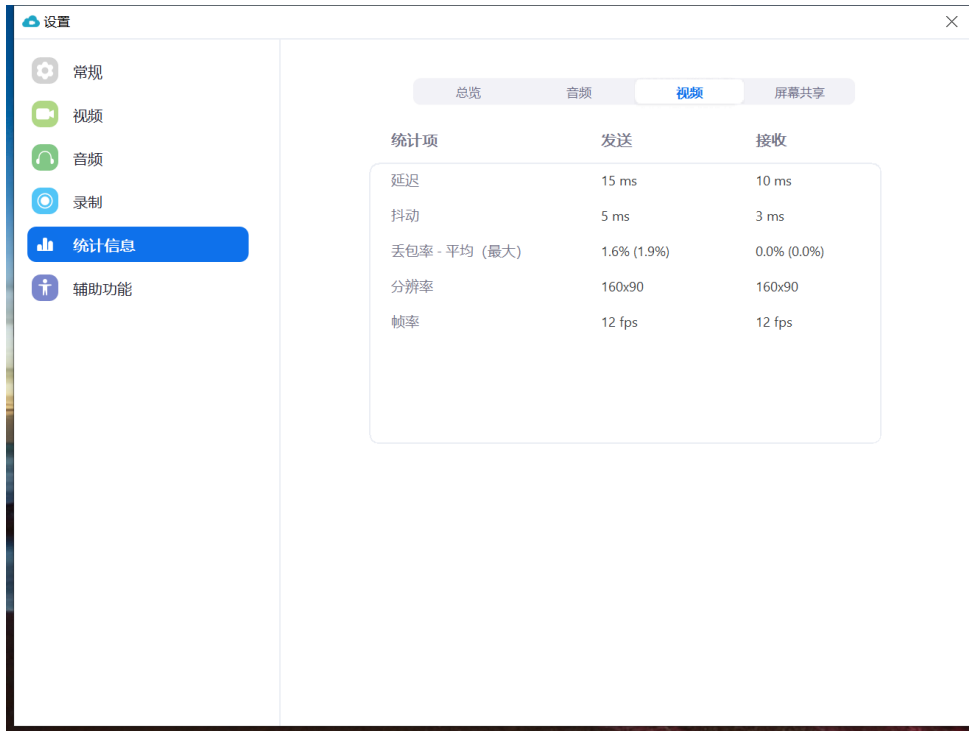 设置
常规
视频
音频
录制
统计信息
辅助功能
总览 音频 视频 屏幕共享
统计项 发送 接收
延迟 15 ms 10 ms
抖动 5 ms 3 ms
丢包率 - 平均（最大） 1.6% (1.9%) 0.0% (0.0%)
分辨率 160x90 160x90
帧率 12 fps 12 fps